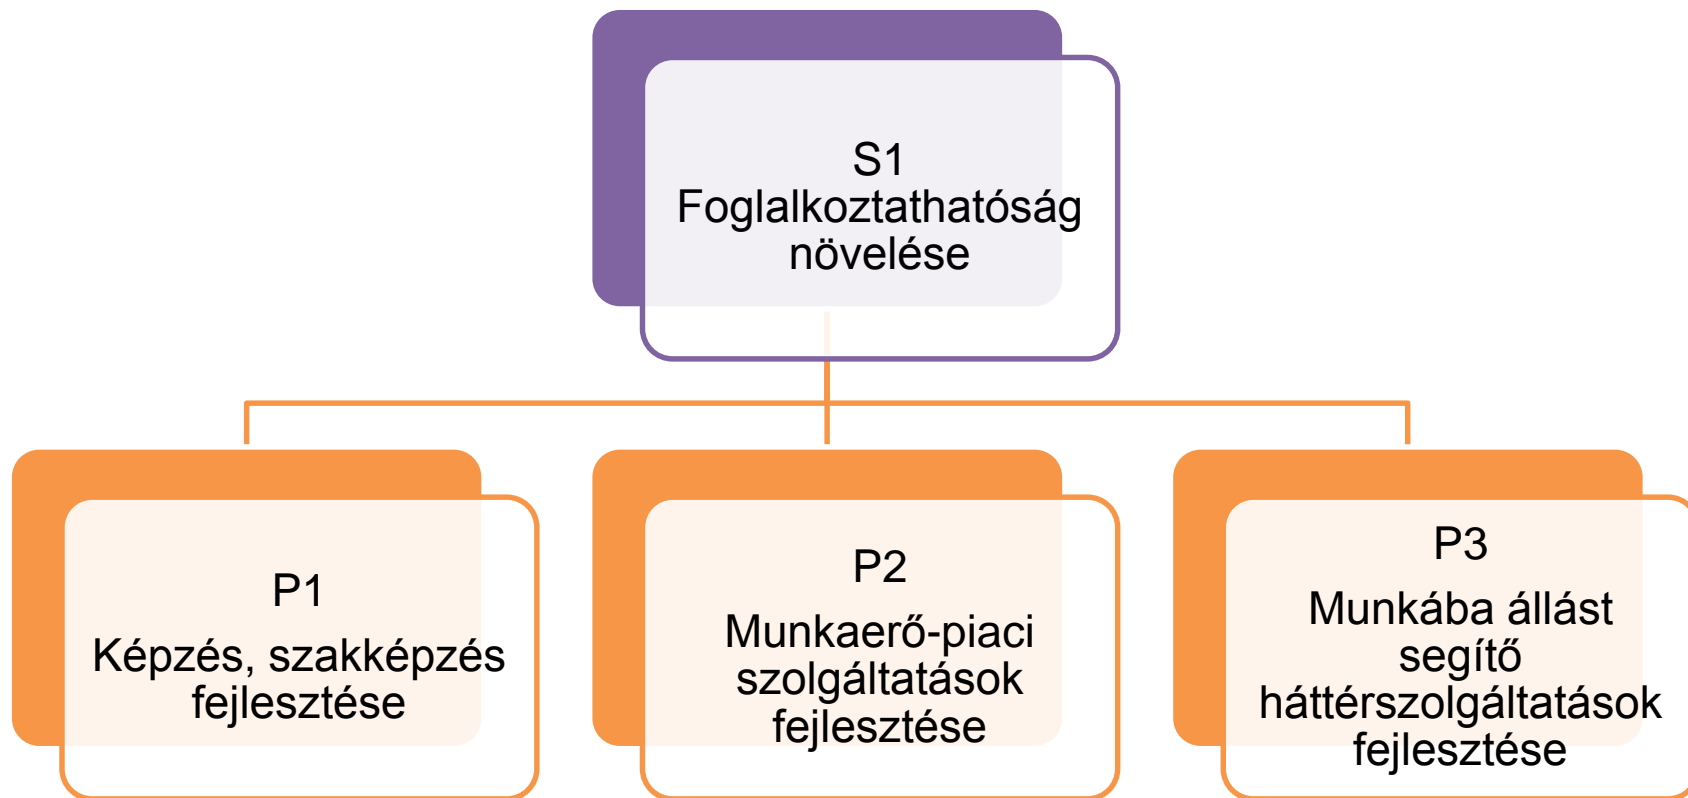 S1
Foglalkoztathatóság
növelése
P1
Képzés, szakképzés
fejlesztése
P2
Munkaerő-piaci
szolgáltatások
fejlesztése
P3
Munkába állást
segítő
háttérszolgáltatások
fejlesztése